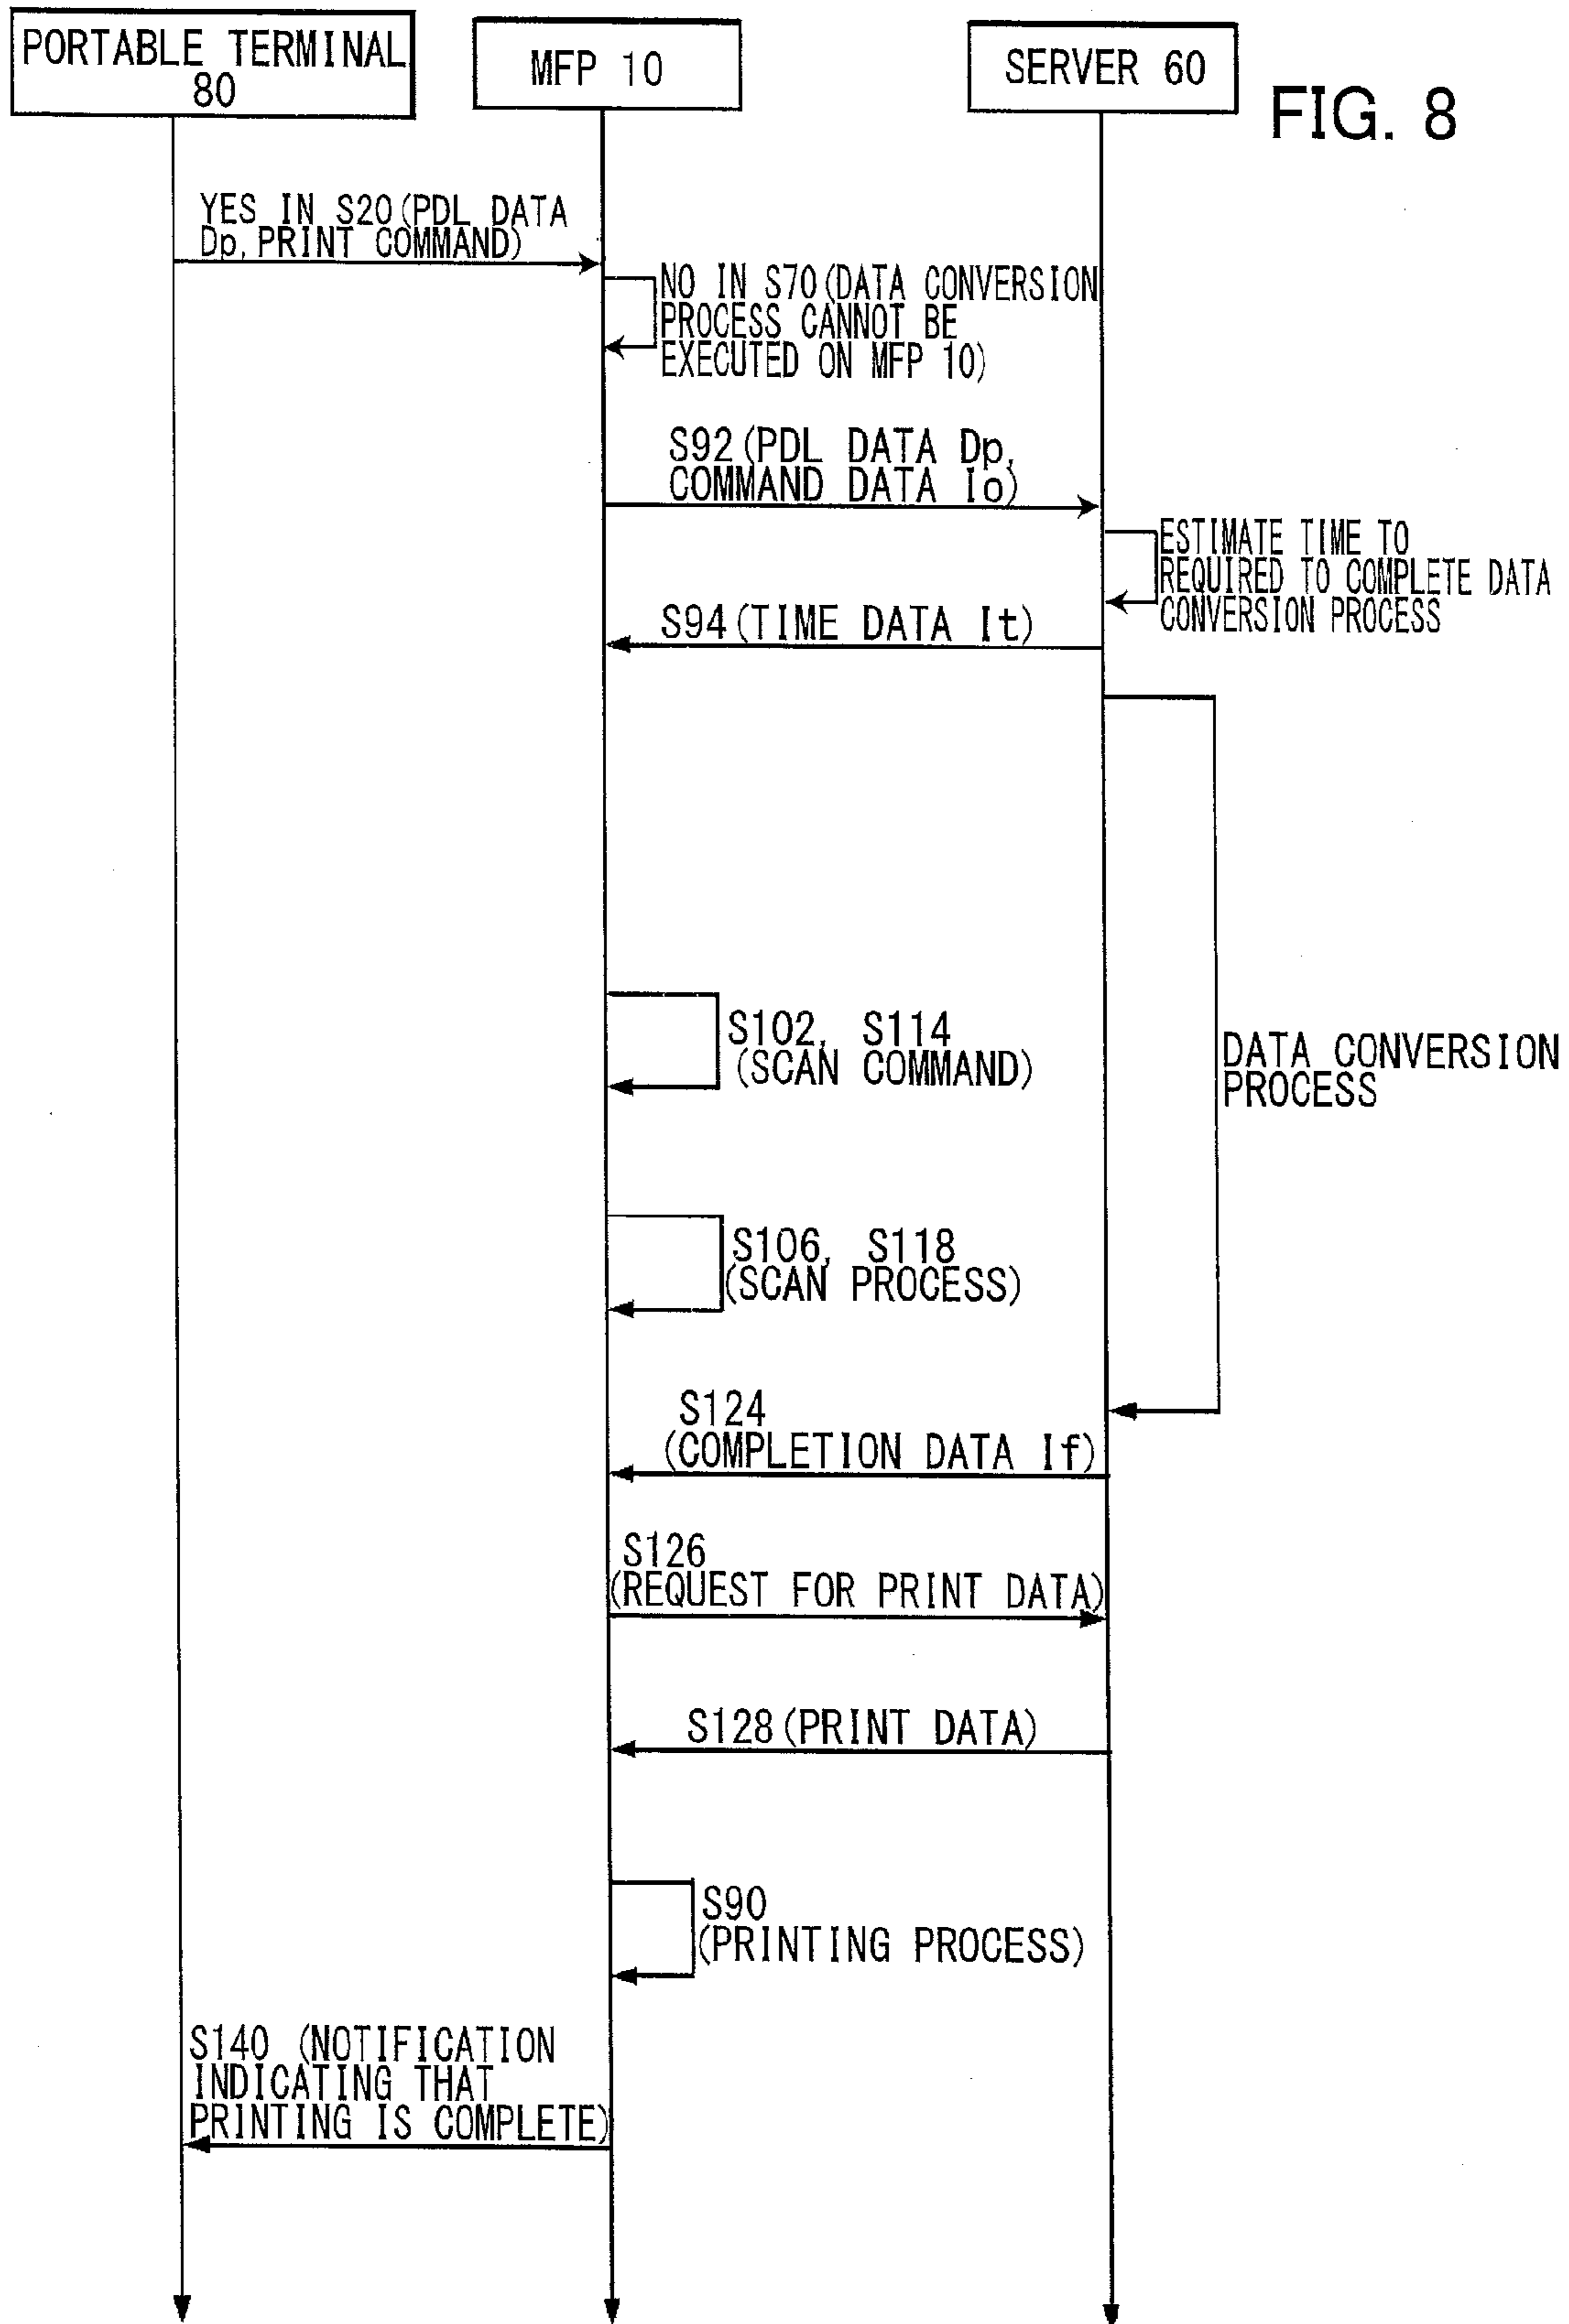 PORTABLE TERMINAL
80
MFP 10
SERVER 60
FIG. 8
YES IN S20(PDL DATA
Dp, PRINT COMMAND)
NO IN S70(DATA CONVERSION
PROCESS CANNOT BE
EXECUTED ON MFP 10)
S92(PDL DATA Dp,
COMMAND DATA Io)
ESTIMATE TIME TO
REQUIRED TO COMPLETE DATA
CONVERSION PROCESS
S94(TIME DATA It)
S102, S114
(SCAN COMMAND)
DATA CONVERSION
PROCESS
S106, S118
(SCAN PROCESS)
S124
(COMPLETION DATA If)
S126
(REQUEST FOR PRINT DATA)
S128(PRINT DATA)
S90
(PRINTING PROCESS)
S140 (NOTIFICATION
INDICATING THAT
PRINTING IS COMPLETE)